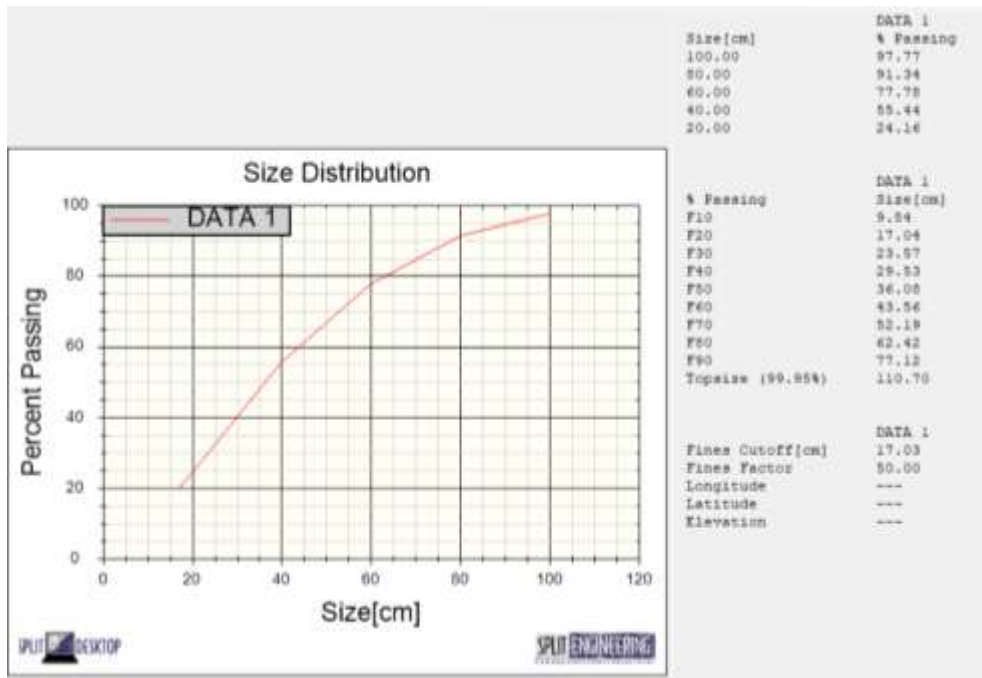 DATA 1
Size[cm] % Passing
100.00 97.77
80.00 91.34
60.00 77.78
40.00 55.44
20.00 24.16
DATA 1
% Passing Size[cm]
F10 9.84
F20 17.04
F30 23.57
F40 29.53
F50 36.08
F60 43.56
F70 52.19
F80 62.42
F90 77.12
Topsize (99.95%) 110.70
DATA 1
Fines Cutoff[cm] 17.03
Fines Factor 50.00
Longitude ---
Latitude ---
Elevation ---
Size Distribution
DATA 1
Percent Passing
100
80
60
40
20
0
0 20 40 60 80 100 120
Size[cm]
SPLIT DESKTOP
SPLIT ENGINEERING